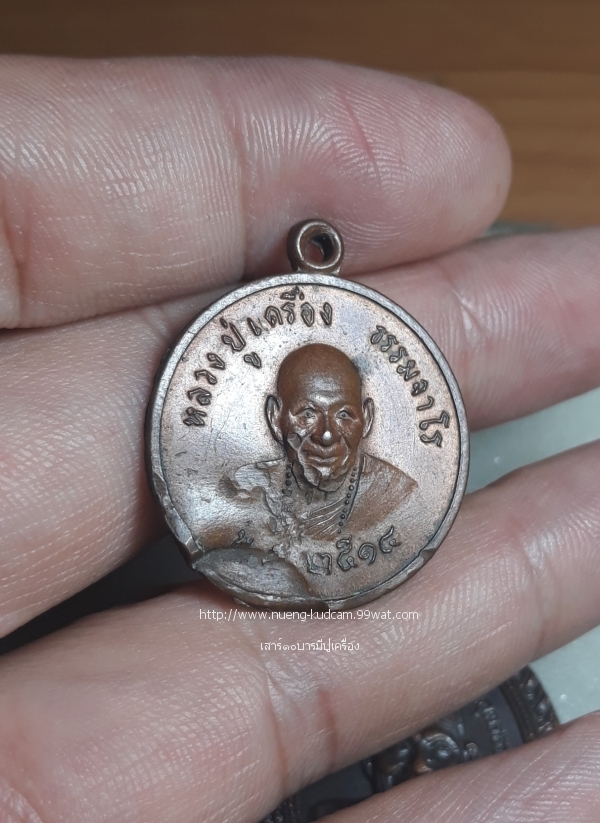 หลวงปู่เครื่อง ธรรมจาโร
๒๕๑๔
http://www.nueng-kudcam.99wat.com
เสาร์๑๐บารมีปู่เครื่อง